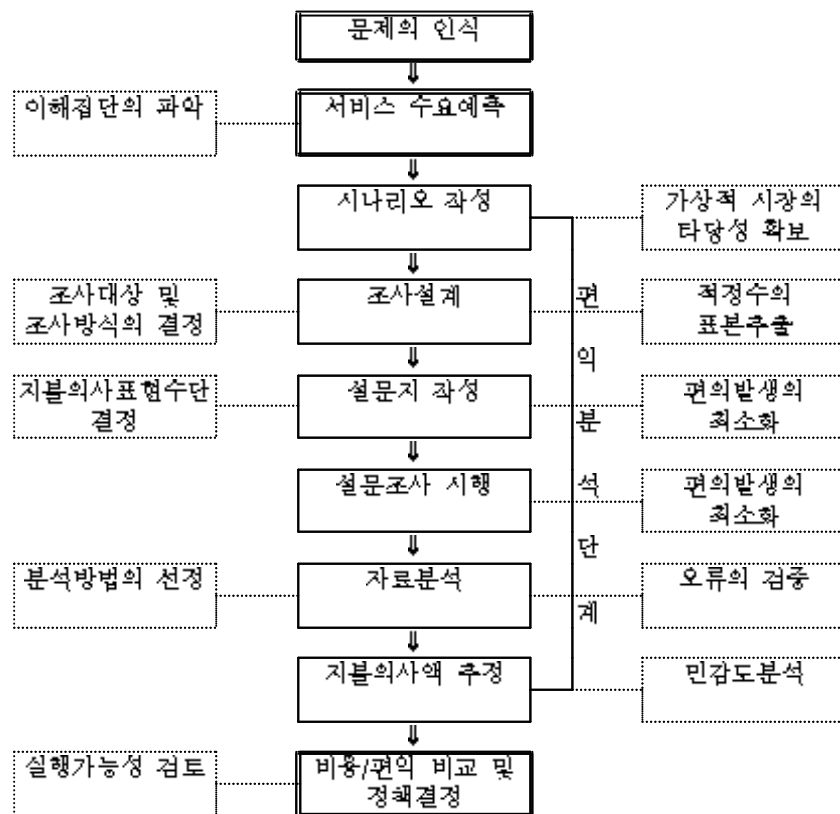 문제의 인식
이해집단의 파악
서비스 수요예측
시나리오 작성
가상적 시장의
타당성 확보
조사대상 및
조사방식의 결정
조사설계
적정수의
표본추출
지불의사표현수단
결정
설문지 작성
편의발생의
최소화
설문조사 시행
편의발생의
최소화
분석방법의 선정
자료분석
오류의 검증
지불의사액 추정
민감도분석
편
익
분
석
단
계
실행가능성 검토
비용/편익 비교 및
정책결정